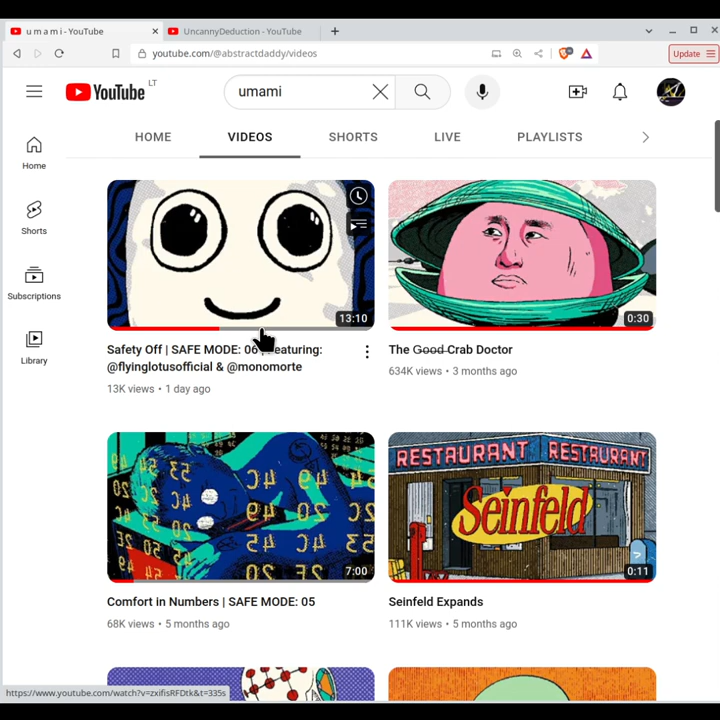 u m a m i - YouTube
UncannyDeduction - YouTube
youtube.com/@abstractdaddy/videos
Update
YouTube LT
umami
HOME VIDEOS SHORTS LIVE PLAYLISTS
Home
Shorts
Subscriptions
Library
13:10
Safety Off | SAFE MODE: 06 | Featuring:
@flyinglotusofficial & @monomorte
13K views • 1 day ago
0:30
The G̶o̶o̶d̶ Crab Doctor
634K views • 3 months ago
7:00
Comfort in Numbers | SAFE MODE: 05
68K views • 5 months ago
RESTAURANT RESTAURANT
Seinfeld
0:11
Seinfeld Expands
111K views • 5 months ago
https://www.youtube.com/watch?v=zxifisRFDtk&t=335s